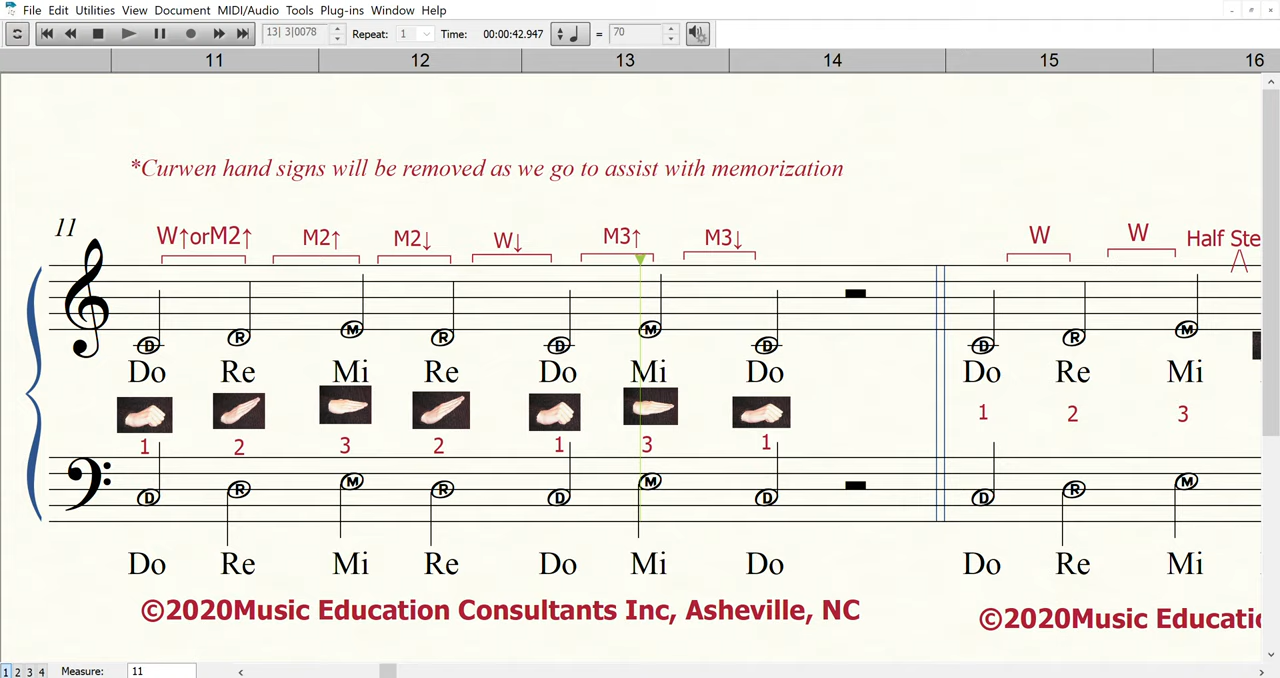 File Edit Utilities View Document MIDI/Audio Tools Plug-ins Window Help
13| 3|0078 Repeat: 1 Time: 00:00:42.947 = 70
11 12 13 14 15 16
*Curwen hand signs will be removed as we go to assist with memorization
11
W↑orM2↑ M2↑ M2↓ W↓ M3↑ M3↓ W W Half Ste
D R M R D M D D R M
Do Re Mi Re Do Mi Do Do Re Mi
1 2 3 2 1 3 1 1 2 3
D R M R D M D D R M
Do Re Mi Re Do Mi Do Do Re Mi
©2020Music Education Consultants Inc, Asheville, NC ©2020Music Educatio
1 2 3 4 Measure: 11